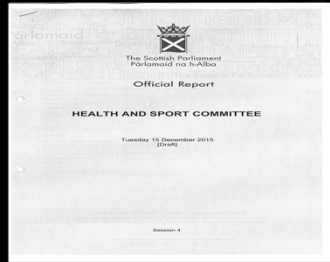 The Scottish Parliament
Pàrlamaid na h-Alba
Official Report
HEALTH AND SPORT COMMITTEE
Tuesday 15 December 2015
[Draft]
Session 4